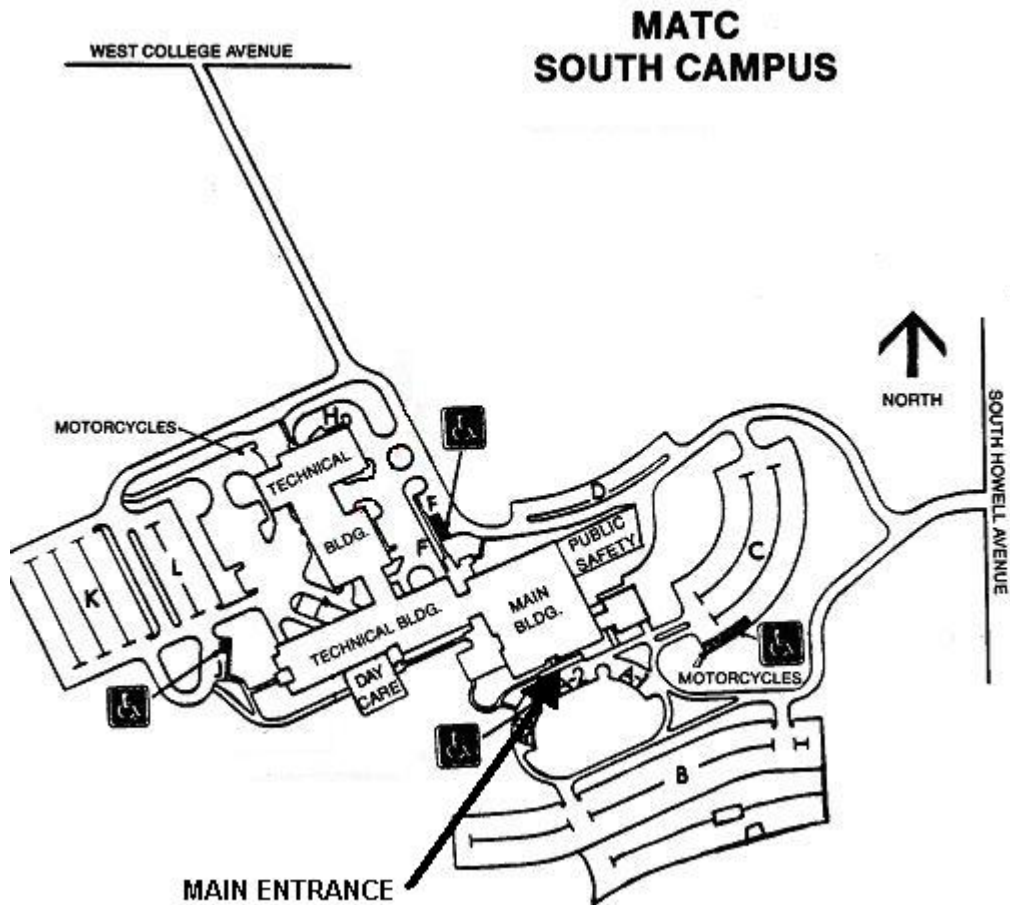 MATC
SOUTH CAMPUS
WEST COLLEGE AVENUE
NORTH
SOUTH HOWELL AVENUE
MOTORCYCLES
H
TECHNICAL
BLDG.
F
F
D
PUBLIC
SAFETY
C
K
L
TECHNICAL BLDG.
MAIN
BLDG.
DAY
CARE
MOTORCYCLES
A-2
B
MAIN ENTRANCE